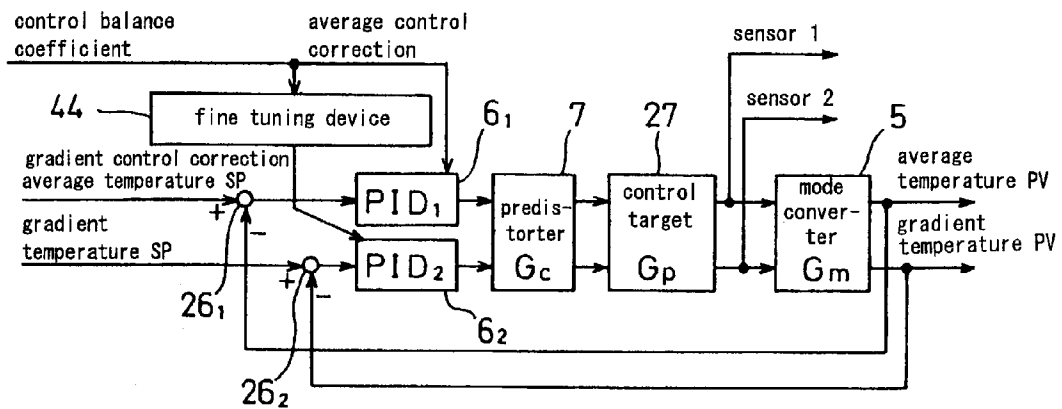 control balance
coefficient
average control
correction
sensor 1
sensor 2
44
fine tuning device
6₁
7
27
5
gradient control correction
average temperature SP
+
−
26₁
gradient
temperature SP
+
−
26₂
PID₁
PID₂
6₂
predis-
torter
Gc
control
target
Gp
mode
conver-
ter
Gm
average
temperature PV
gradient
temperature PV